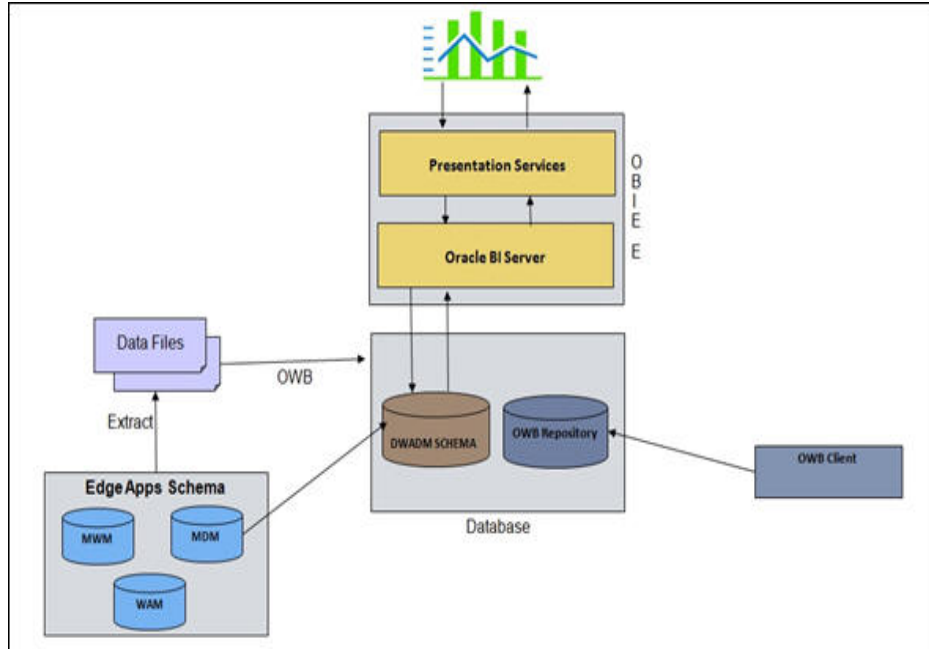 Presentation Services
Oracle BI Server
O
B
I
E
E
Data Files
OWB
Extract
DWADM SCHEMA
OWB Repository
OWB Client
Database
Edge Apps Schema
MWM
MDM
WAM